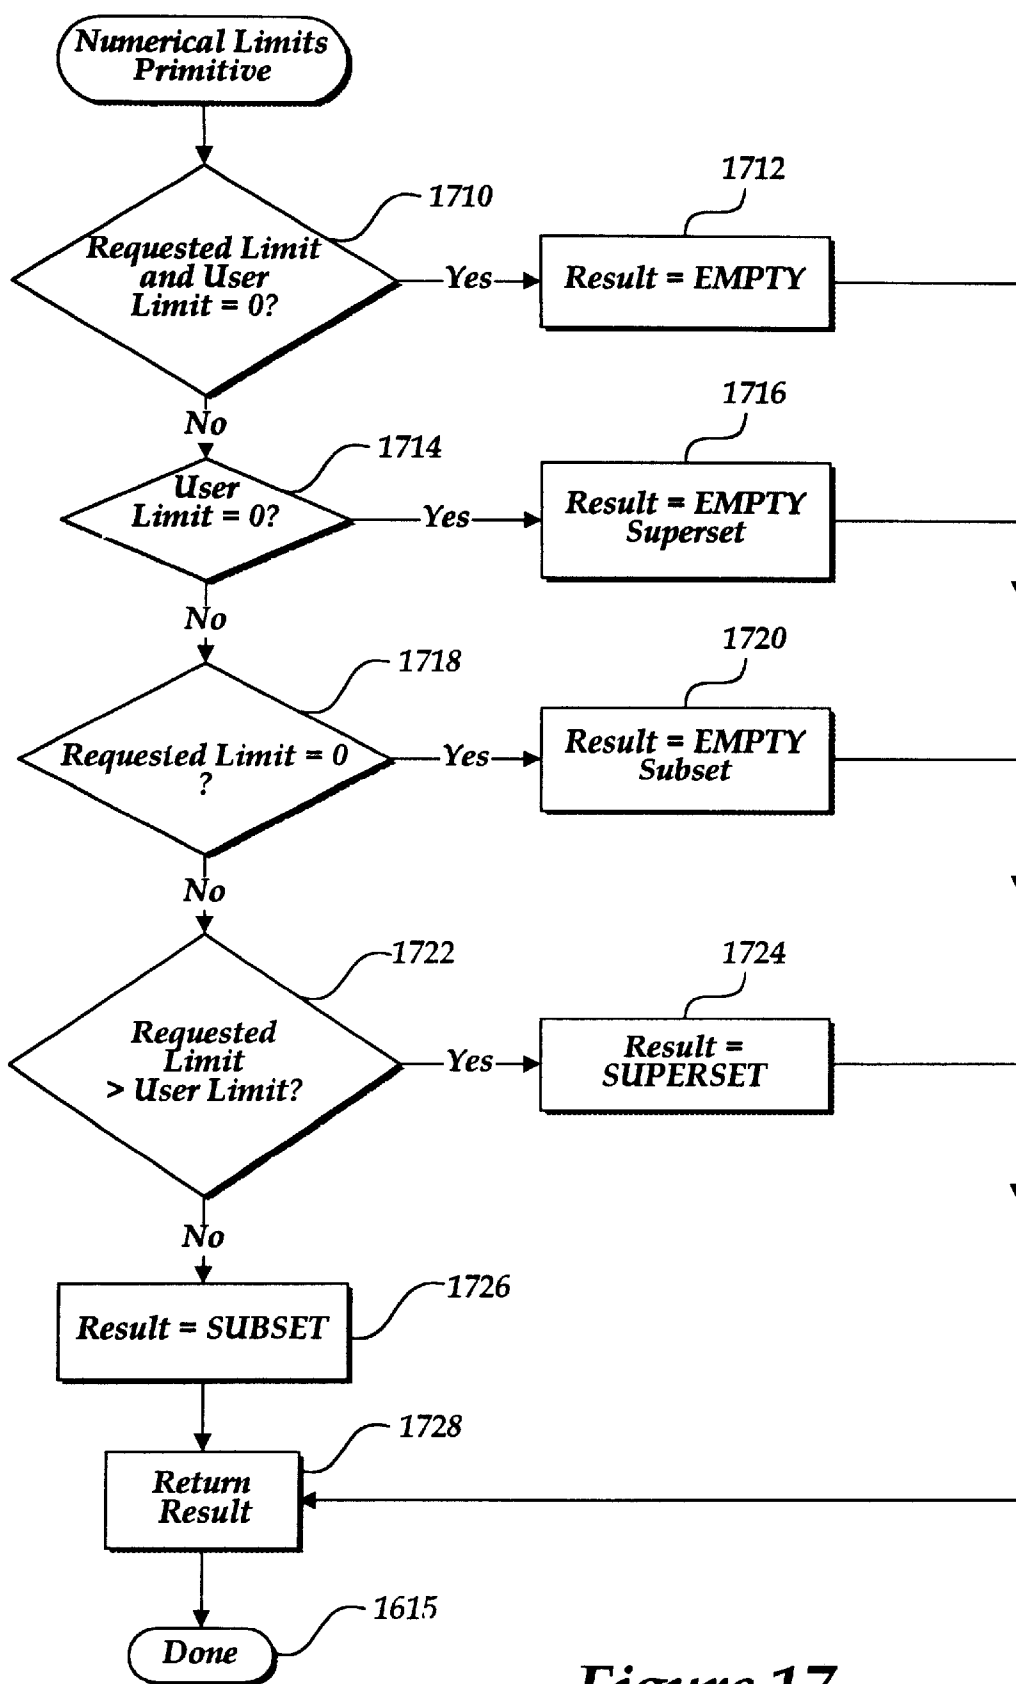 Numerical Limits
Primitive
1710
1712
Requested Limit
and User
Limit = 0?
Yes
Result = EMPTY
No
1714
1716
User
Limit = 0?
Yes
Result = EMPTY
Superset
No
1718
1720
Requested Limit = 0
?
Yes
Result = EMPTY
Subset
No
1722
1724
Requested
Limit
> User Limit?
Yes
Result =
SUPERSET
No
1726
Result = SUBSET
1728
Return
Result
1615
Done
Figure 17